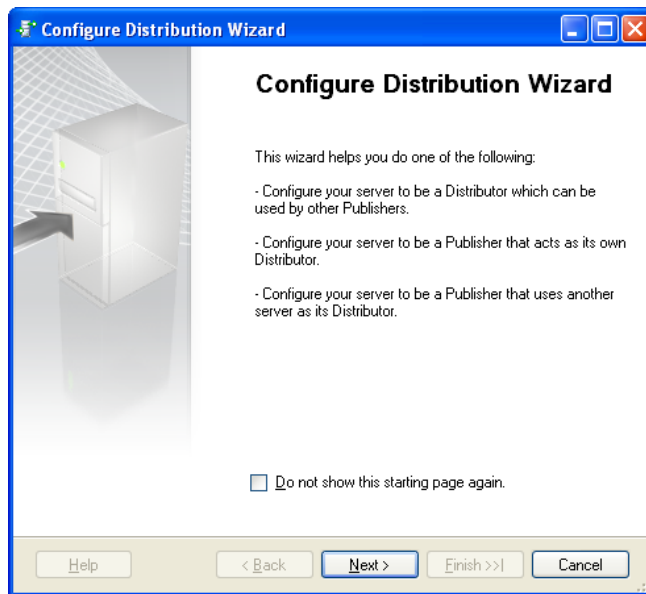 Configure Distribution Wizard
Configure Distribution Wizard
This wizard helps you do one of the following:
- Configure your server to be a Distributor which can be
used by other Publishers.
- Configure your server to be a Publisher that acts as its own
Distributor.
- Configure your server to be a Publisher that uses another
server as its Distributor.
Do not show this starting page again.
Help
< Back
Next >
Finish >>|
Cancel